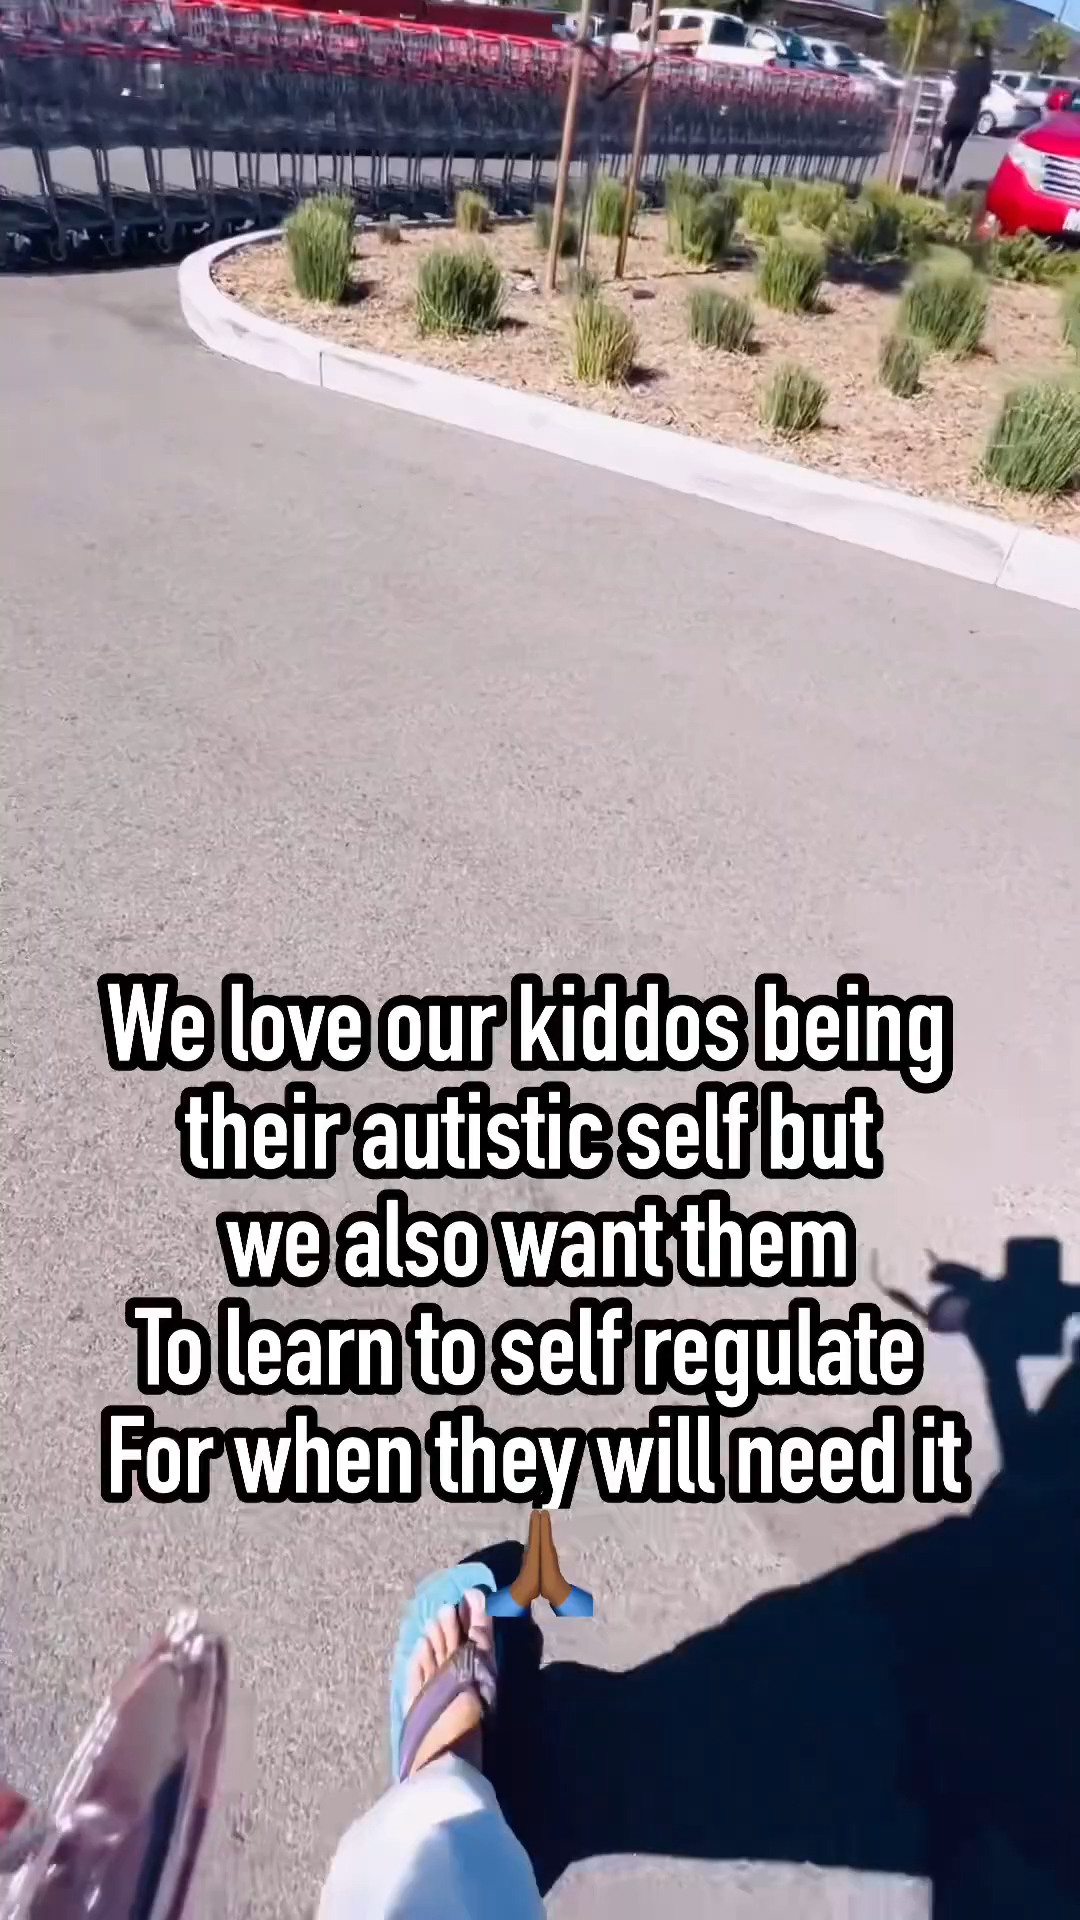 We love our kiddos being
their autistic self but
we also want them
To learn to self regulate
For when they will need it
🙏🏾